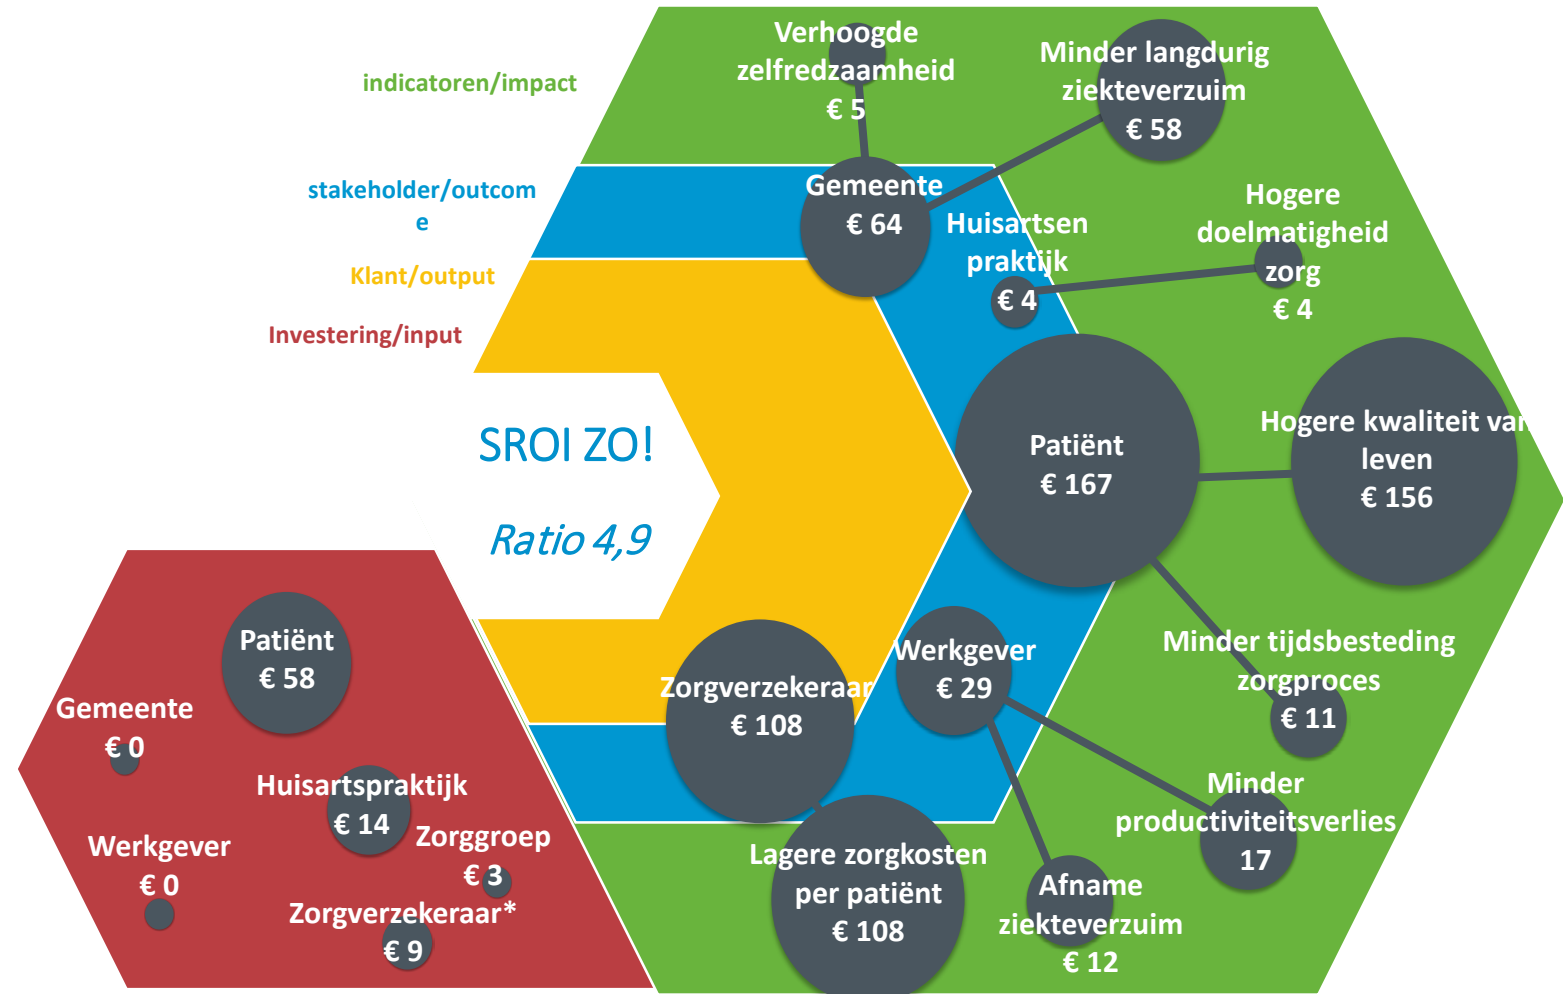 indicatoren/impact
stakeholder/outcom
e
Klant/output
Investering/input
Verhoogde
zelfredzaamheid
€ 5
Minder langdurig
ziekteverzuim
€ 58
Gemeente
€ 64
Huisartsen
praktijk
€ 4
Hogere
doelmatigheid
zorg
€ 4
SROI ZO!
Ratio 4,9
Patiënt
€ 167
Hogere kwaliteit van
leven
€ 156
Minder tijdsbesteding
zorgproces
€ 11
Werkgever
€ 29
Zorgverzekeraar
€ 108
Minder
productiviteitsverlies
17
Lagere zorgkosten
per patiënt
€ 108
Afname
ziekteverzuim
€ 12
Patiënt
€ 58
Gemeente
€ 0
Huisartspraktijk
€ 14
Werkgever
€ 0
Zorggroep
€ 3
Zorgverzekeraar*
€ 9